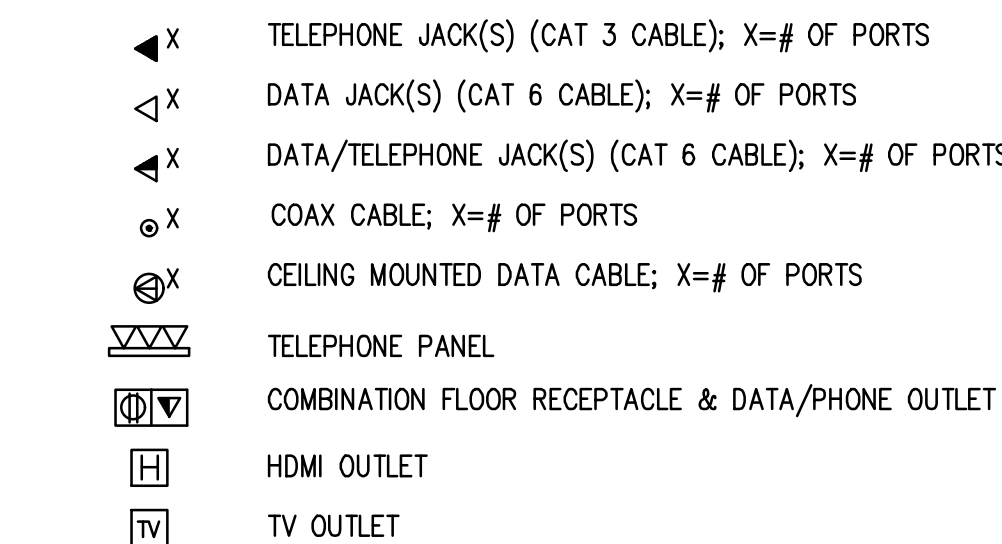 X TELEPHONE JACK(S) (CAT 3 CABLE); X=# OF PORTS
X DATA JACK(S) (CAT 6 CABLE); X=# OF PORTS
X DATA/TELEPHONE JACK(S) (CAT 6 CABLE); X=# OF PORTS
X COAX CABLE; X=# OF PORTS
X CEILING MOUNTED DATA CABLE; X=# OF PORTS
TELEPHONE PANEL
COMBINATION FLOOR RECEPTACLE & DATA/PHONE OUTLET
H HDMI OUTLET
TV TV OUTLET